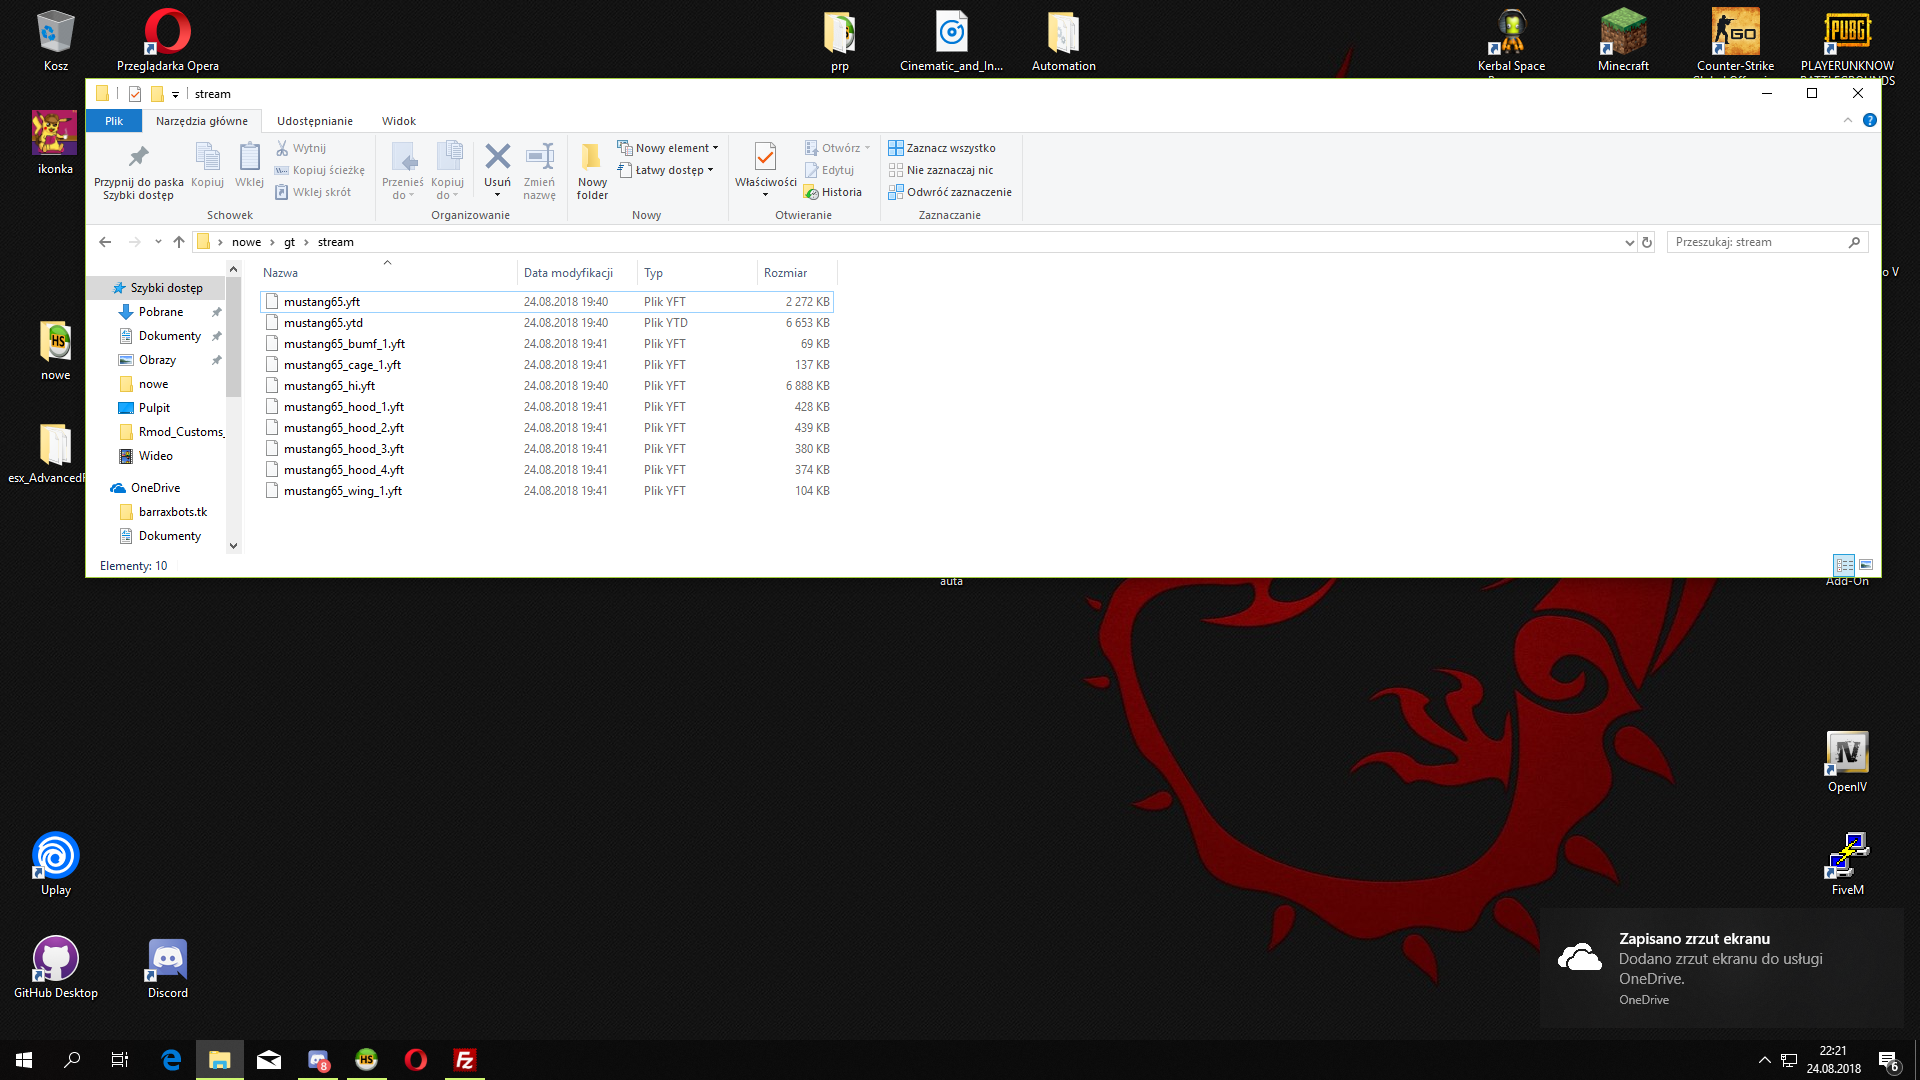 Kosz
Przeglądarka Opera
prp
Cinematic_and_In...
Automation
Kerbal Space
Minecraft
Counter-Strike
PLAYERUNKNOW
stream
Plik
Narzędzia główne
Udostępnianie
Widok
ikonka
Przypnij do paska
Szybki dostęp
Kopiuj
Wklej
Wytnij
Kopiuj ścieżkę
Wklej skrót
Schowek
Przenieś
do
Kopiuj
do
Usuń
Zmień
nazwę
Organizowanie
Nowy
folder
Nowy element
Łatwy dostęp
Nowy
Właściwości
Otwórz
Edytuj
Historia
Otwieranie
Zaznacz wszystko
Nie zaznaczaj nic
Odwróć zaznaczenie
Zaznaczanie
nowe > gt > stream
Przeszukaj: stream
o V
Szybki dostęp
Pobrane
Dokumenty
Obrazy
nowe
Pulpit
Rmod_Customs_
Wideo
OneDrive
barraxbots.tk
Dokumenty
Nazwa Data modyfikacji Typ Rozmiar
mustang65.yft 24.08.2018 19:40 Plik YFT 2 272 KB
mustang65.ytd 24.08.2018 19:40 Plik YTD 6 653 KB
mustang65_bumf_1.yft 24.08.2018 19:41 Plik YFT 69 KB
mustang65_cage_1.yft 24.08.2018 19:41 Plik YFT 137 KB
mustang65_hi.yft 24.08.2018 19:40 Plik YFT 6 888 KB
mustang65_hood_1.yft 24.08.2018 19:41 Plik YFT 428 KB
mustang65_hood_2.yft 24.08.2018 19:41 Plik YFT 439 KB
mustang65_hood_3.yft 24.08.2018 19:41 Plik YFT 380 KB
mustang65_hood_4.yft 24.08.2018 19:41 Plik YFT 374 KB
mustang65_wing_1.yft 24.08.2018 19:41 Plik YFT 104 KB
Elementy: 10
nowe
esx_AdvancedF
auta
Add-On
OpenIV
FiveM
Uplay
GitHub Desktop
Discord
Zapisano zrzut ekranu
Dodano zrzut ekranu do usługi
OneDrive.
OneDrive
22:21
24.08.2018
6